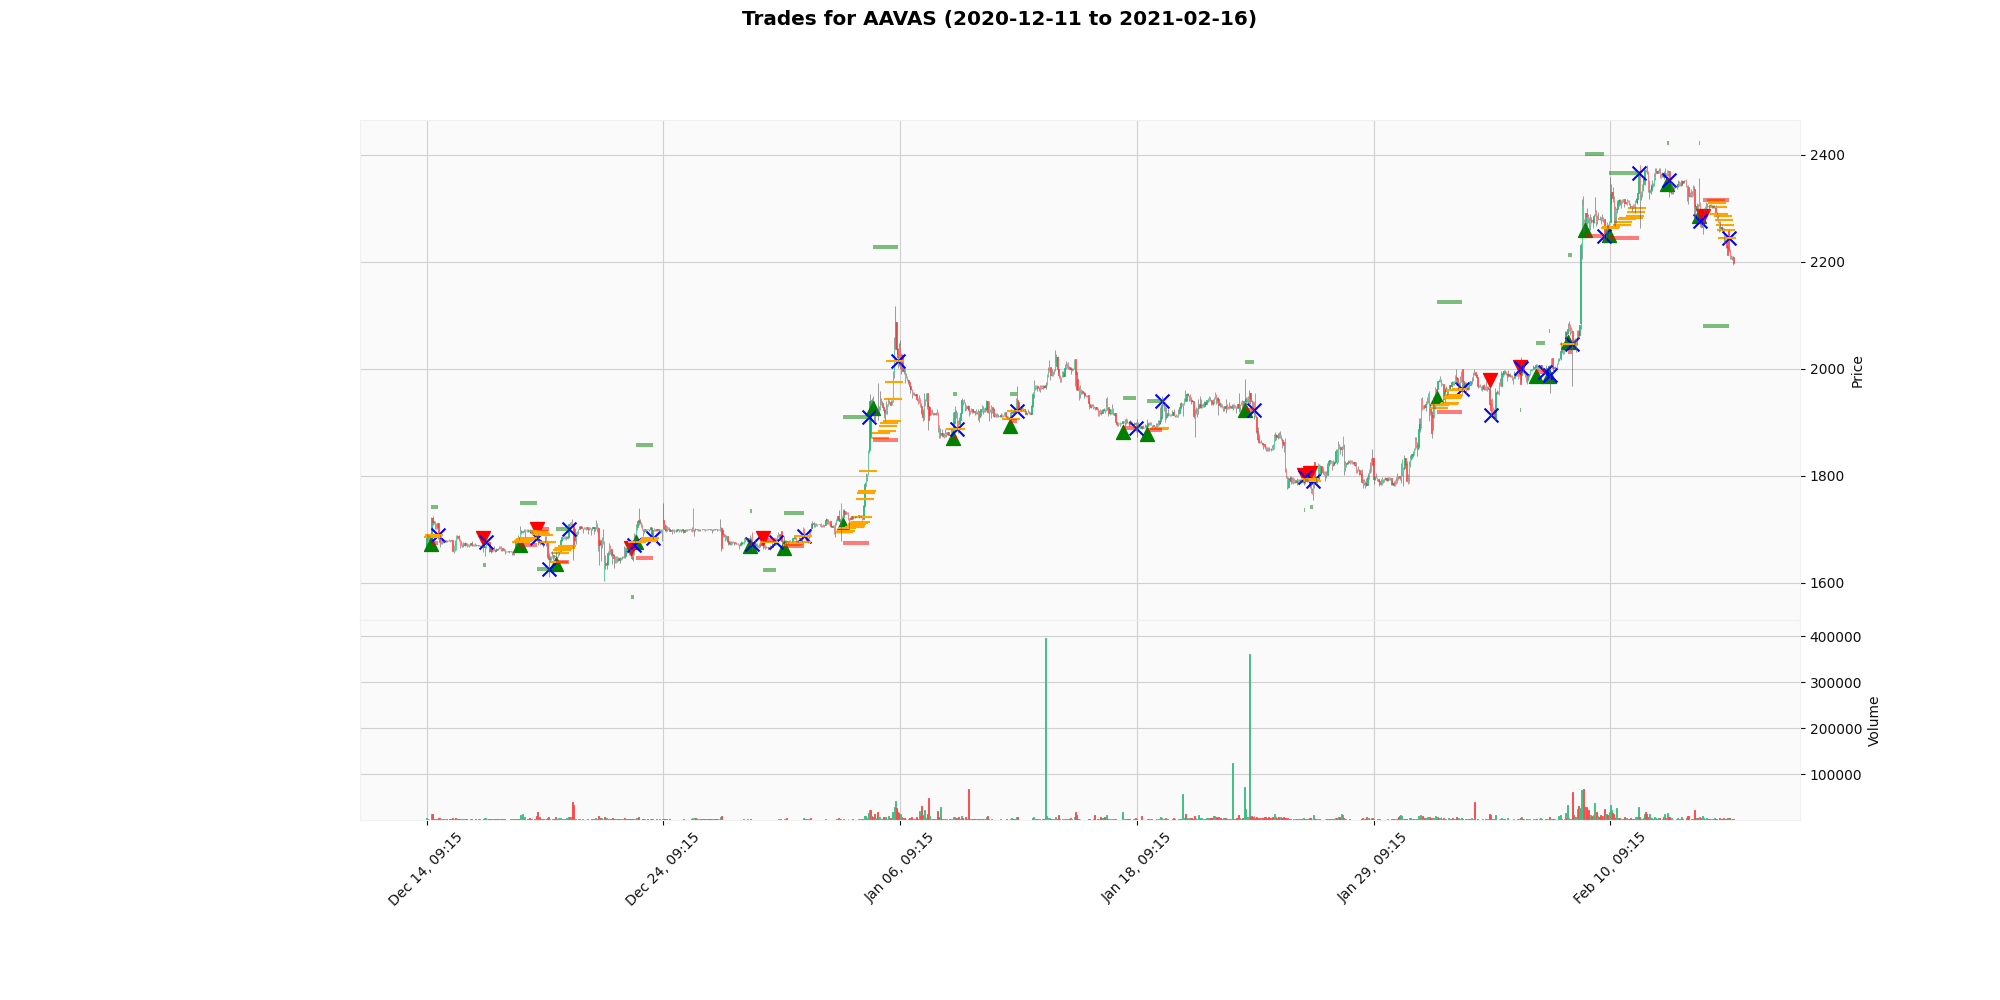 Trades for AAVAS (2020-12-11 to 2021-02-16)
2400
2200
2000
1800
1600
Price
400000
300000
200000
100000
Volume
Dec 14, 09:15
Dec 24, 09:15
Jan 06, 09:15
Jan 18, 09:15
Jan 29, 09:15
Feb 10, 09:15